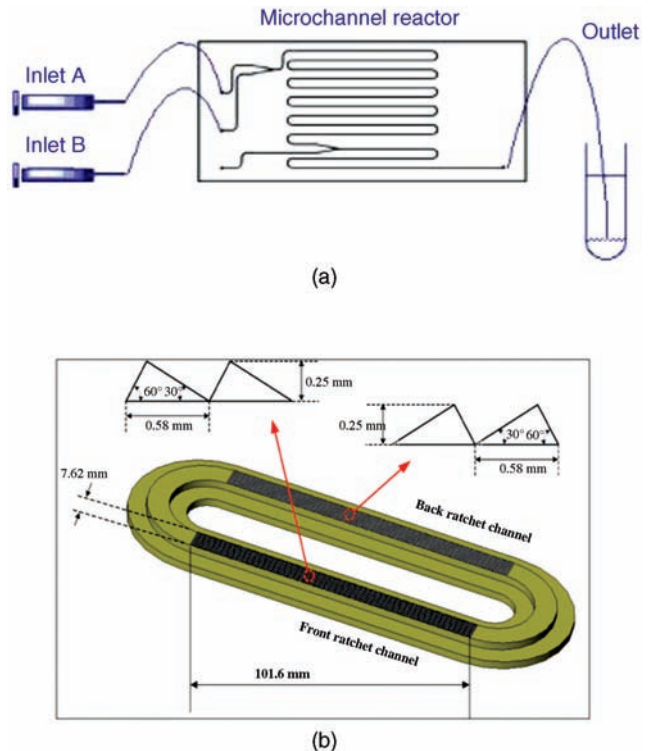 Microchannel reactor
Outlet
Inlet A
Inlet B
(a)
60° 30°
0.25 mm
0.58 mm
0.25 mm
30° 60°
0.58 mm
7.62 mm
Back ratchet channel
Front ratchet channel
101.6 mm
(b)